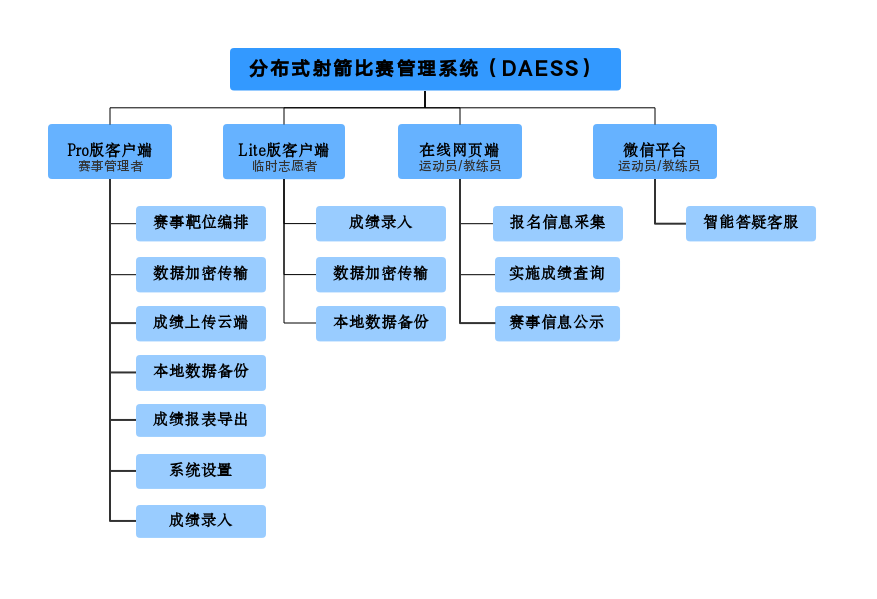 分布式射箭比赛管理系统（DAESS）
Pro版客户端
赛事管理者
Lite版客户端
临时志愿者
在线网页端
运动员/教练员
微信平台
运动员/教练员
赛事靶位编排
数据加密传输
成绩上传云端
本地数据备份
成绩报表导出
系统设置
成绩录入
成绩录入
数据加密传输
本地数据备份
报名信息采集
实施成绩查询
赛事信息公示
智能答疑客服